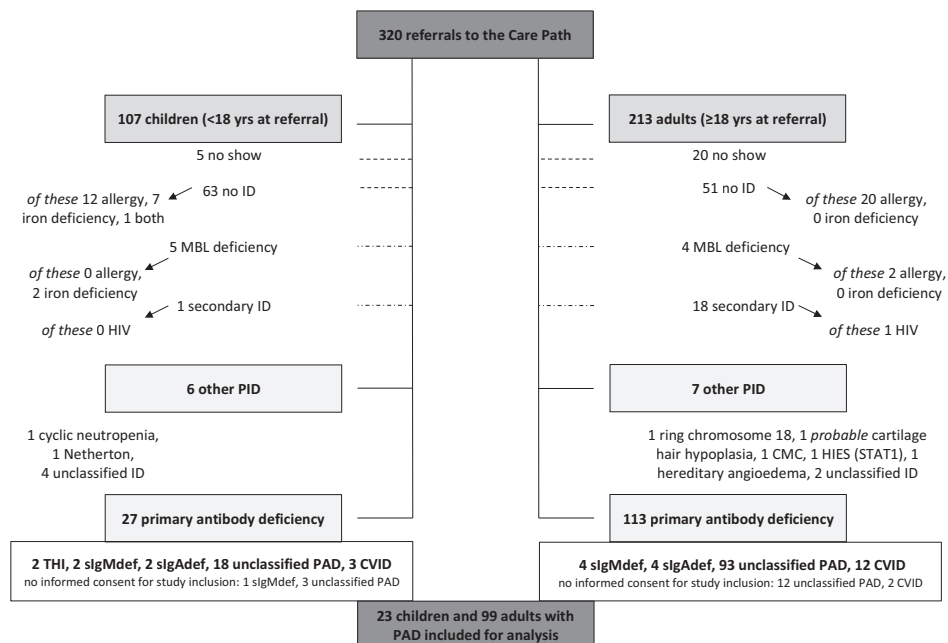 320 referrals to the Care Path
107 children (<18 yrs at referral)
213 adults (≥18 yrs at referral)
5 no show
20 no show
63 no ID
of these 12 allergy, 7
iron deficiency, 1 both
51 no ID
of these 20 allergy,
0 iron deficiency
5 MBL deficiency
of these 0 allergy,
2 iron deficiency
4 MBL deficiency
of these 2 allergy,
0 iron deficiency
1 secondary ID
of these 0 HIV
18 secondary ID
of these 1 HIV
6 other PID
7 other PID
1 cyclic neutropenia,
1 Netherton,
4 unclassified ID
1 ring chromosome 18, 1 probable cartilage
hair hypoplasia, 1 CMC, 1 HIES (STAT1), 1
hereditary angioedema, 2 unclassified ID
27 primary antibody deficiency
113 primary antibody deficiency
2 THI, 2 sIgMdef, 2 sIgAdef, 18 unclassified PAD, 3 CVID
no informed consent for study inclusion: 1 sIgMdef, 3 unclassified PAD
4 sIgMdef, 4 sIgAdef, 93 unclassified PAD, 12 CVID
no informed consent for study inclusion: 12 unclassified PAD, 2 CVID
23 children and 99 adults with
PAD included for analysis